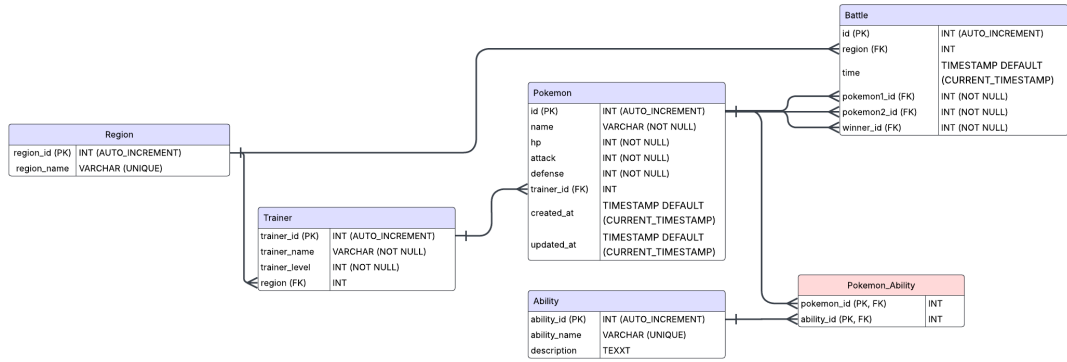 Battle
id (PK) INT (AUTO_INCREMENT)
region (FK) INT
time TIMESTAMP DEFAULT
(CURRENT_TIMESTAMP)
pokemon1_id (FK) INT (NOT NULL)
pokemon2_id (FK) INT (NOT NULL)
winner_id (FK) INT (NOT NULL)
Pokemon
id (PK) INT (AUTO_INCREMENT)
name VARCHAR (NOT NULL)
hp INT (NOT NULL)
attack INT (NOT NULL)
defense INT (NOT NULL)
trainer_id (FK) INT
created_at TIMESTAMP DEFAULT
(CURRENT_TIMESTAMP)
updated_at TIMESTAMP DEFAULT
(CURRENT_TIMESTAMP)
Region
region_id (PK) INT (AUTO_INCREMENT)
region_name VARCHAR (UNIQUE)
Trainer
trainer_id (PK) INT (AUTO_INCREMENT)
trainer_name VARCHAR (NOT NULL)
trainer_level INT (NOT NULL)
region (FK) INT
Pokemon_Ability
pokemon_id (PK, FK) INT
ability_id (PK, FK) INT
Ability
ability_id (PK) INT (AUTO_INCREMENT)
ability_name VARCHAR (UNIQUE)
description TEXXT